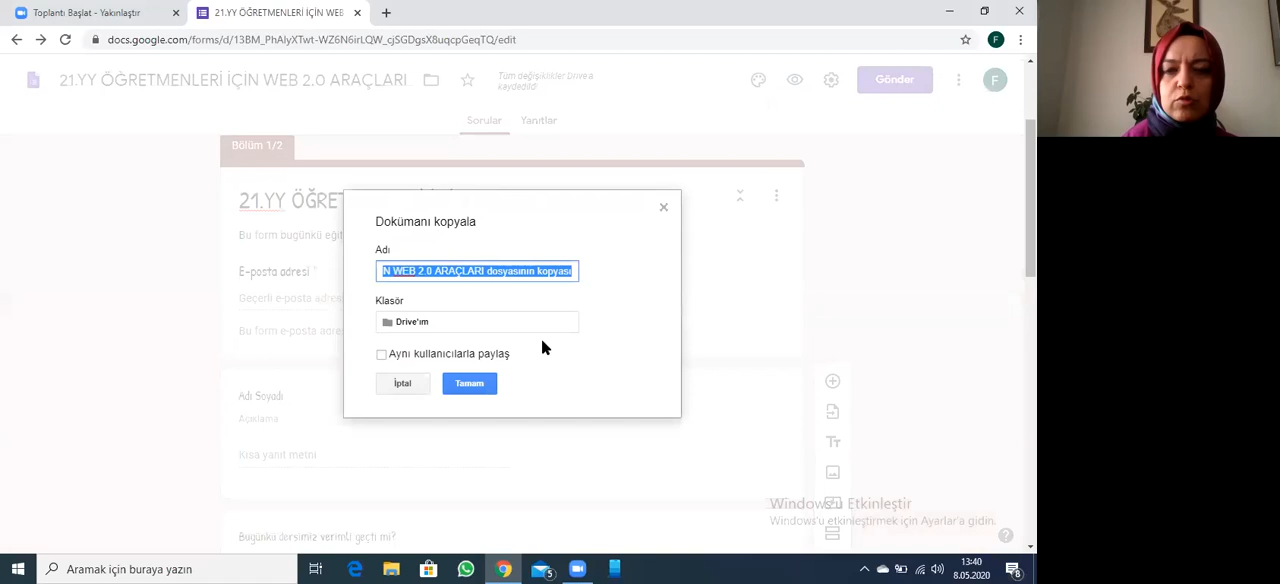 Toplantı Başlat - Yakınlaştır
21.YY ÖĞRETMENLERİ İÇİN WEB
docs.google.com/forms/d/13BM_PhAlyXTwt-WZ6N6irLQW_cjSGDgsX8uqcpGeqTQ/edit
F
21.YY ÖĞRETMENLERİ İÇİN WEB 2.0 ARAÇLARI.
Tüm değişiklikler Drive'a
kaydedildi
Gönder
F
Sorular
Yanıtlar
Bölüm 1/2
21.YY ÖĞRET
Bu form bugünkü eğit
E-posta adresi *
Geçerli e-posta adres
Bu form e-posta adre
Dokümanı kopyala
Adı
N WEB 2.0 ARAÇLARI dosyasının kopyası
Klasör
Drive'ım
Aynı kullanıcılarla paylaş
İptal
Tamam
Adı Soyadı
Açıklama
Kısa yanıt metni
Bugünkü dersimiz verimli geçti mi?
Windows'u Etkinleştir
Windows'u etkinleştirmek için Ayarlar'a gidin.
Aramak için buraya yazın
5
13:40
8.05.2020
8